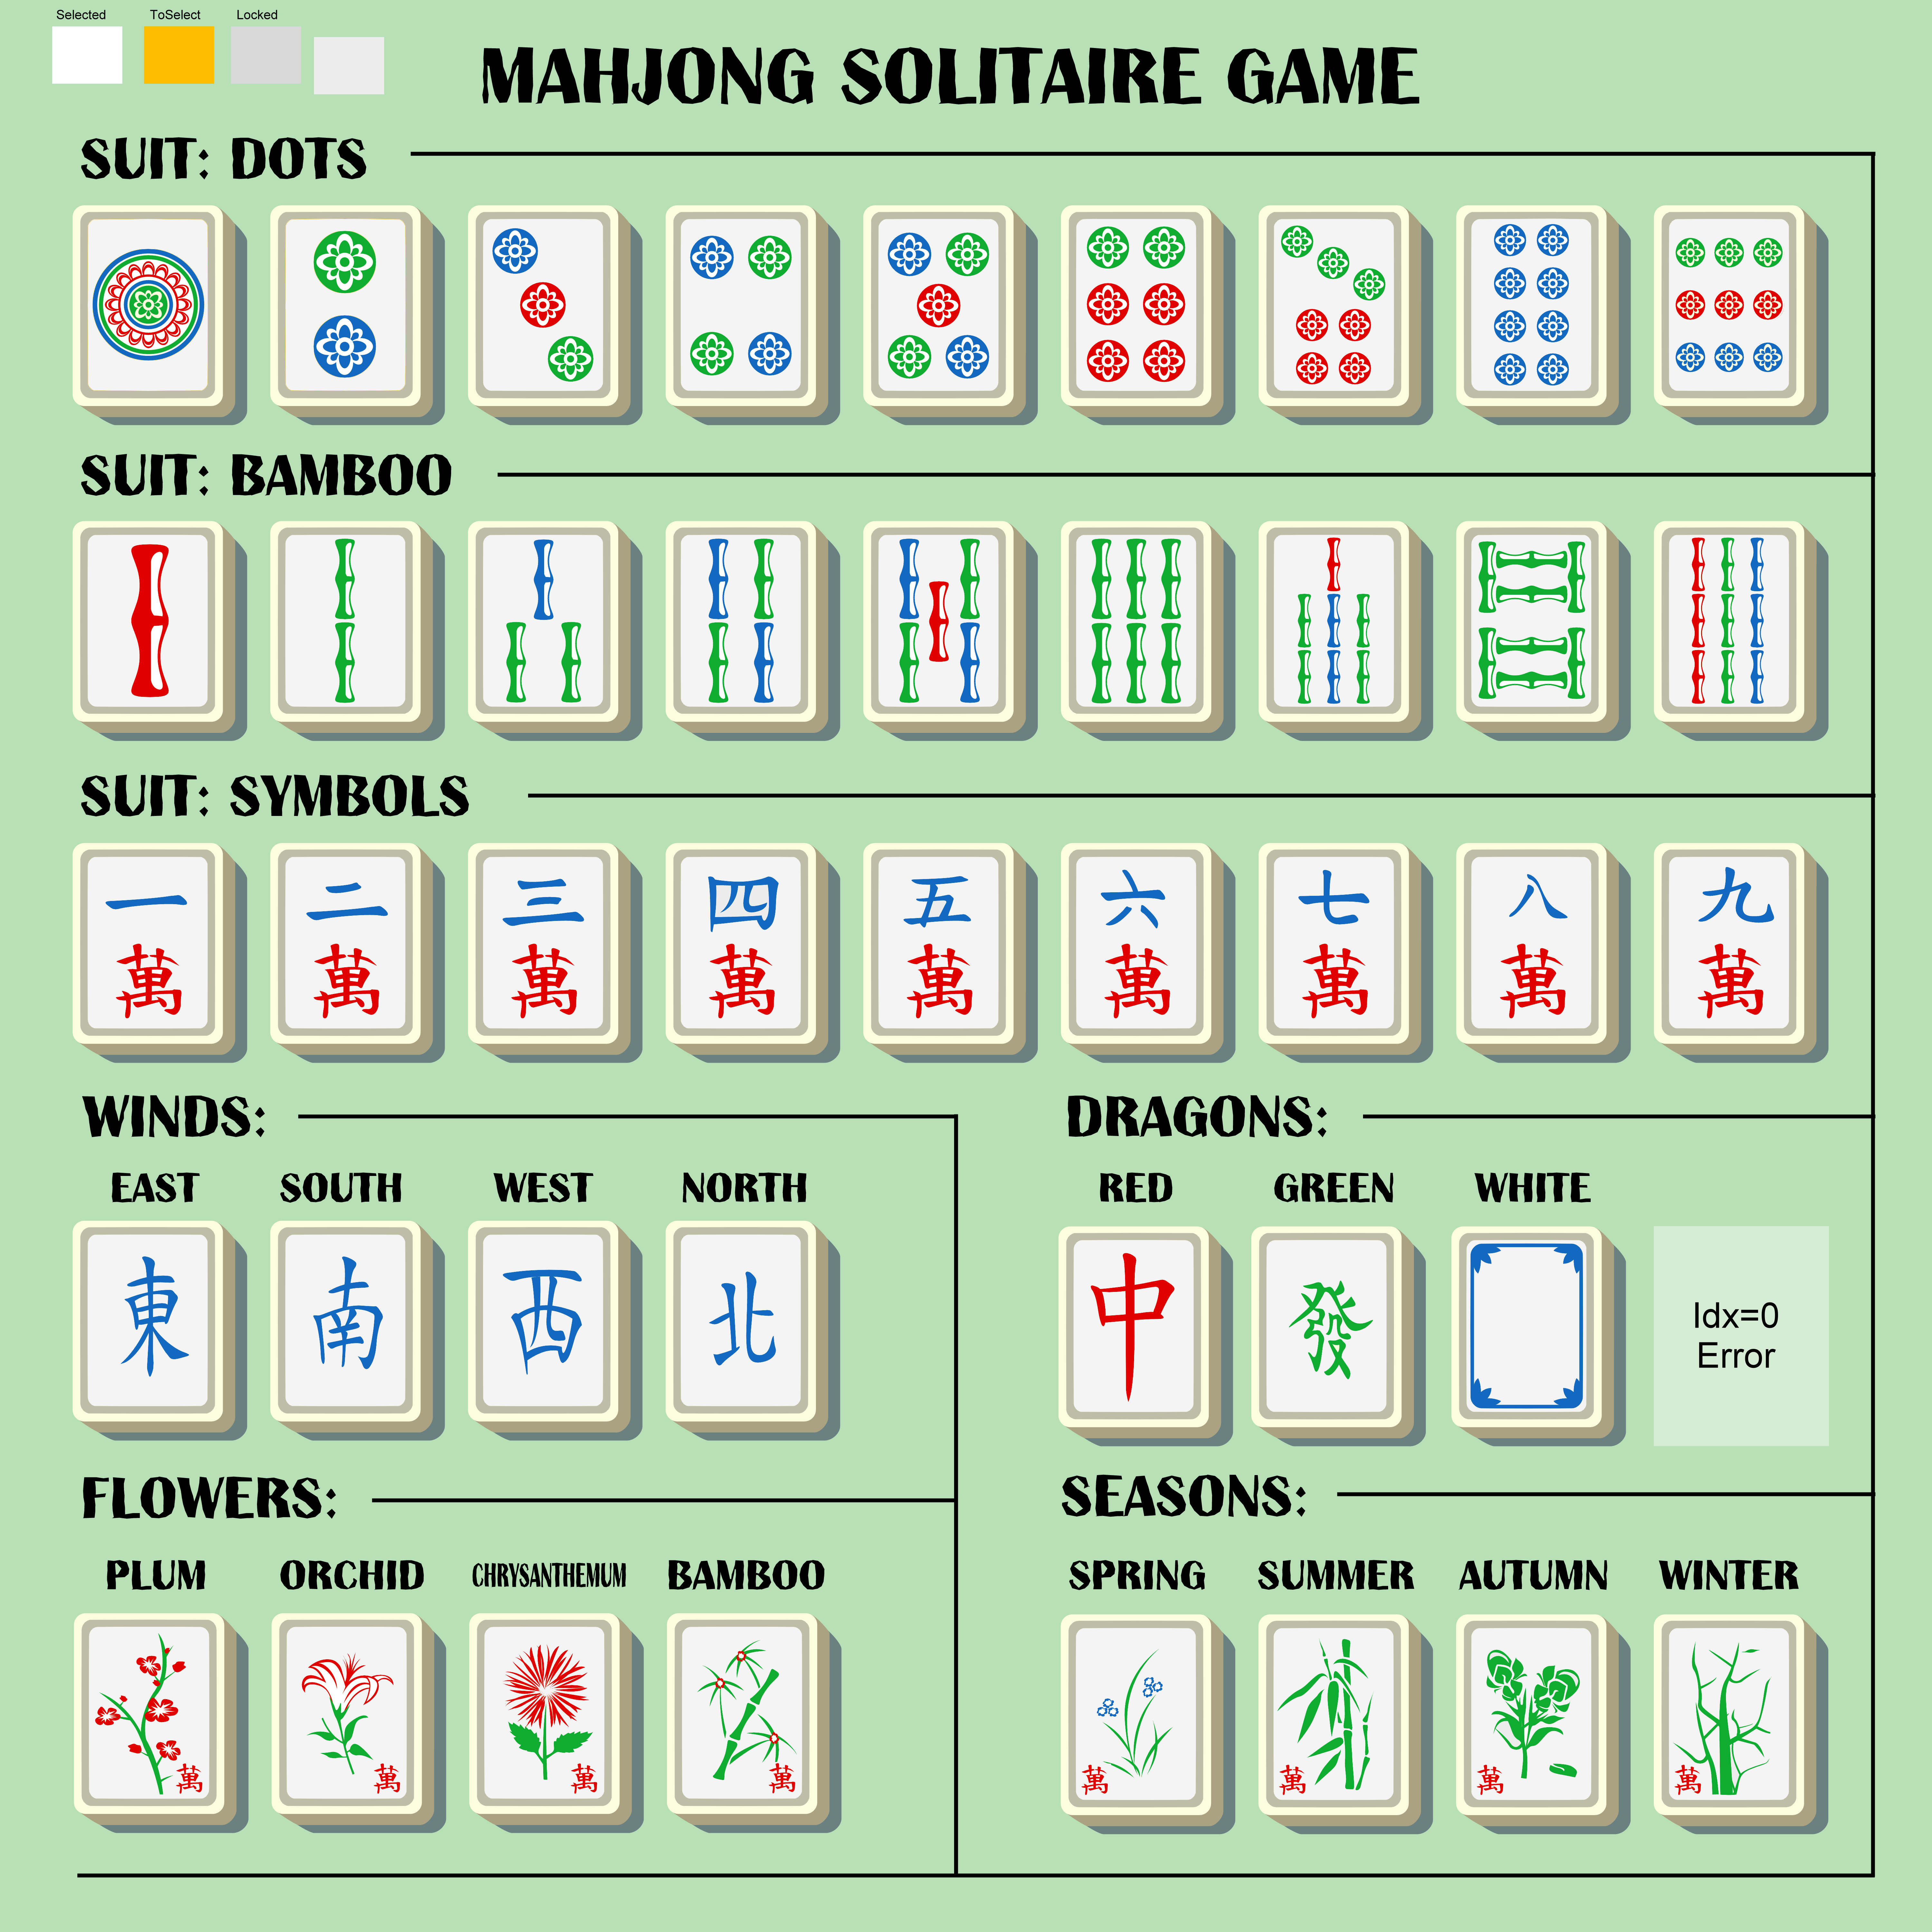 Selected ToSelect Locked
MAHJONG SOLITAIRE GAME
SUIT: DOTS
SUIT: BAMBOO
SUIT: SYMBOLS
一 二 三 四 五 六 七 八 九
萬 萬 萬 萬 萬 萬 萬 萬 萬
WINDS:
EAST SOUTH WEST NORTH
東 南 西 北
DRAGONS:
RED GREEN WHITE
中 發
Idx=0
Error
FLOWERS:
PLUM ORCHID CHRYSANTHEMUM BAMBOO
萬 萬 萬 萬
SEASONS:
SPRING SUMMER AUTUMN WINTER
萬 萬 萬 萬